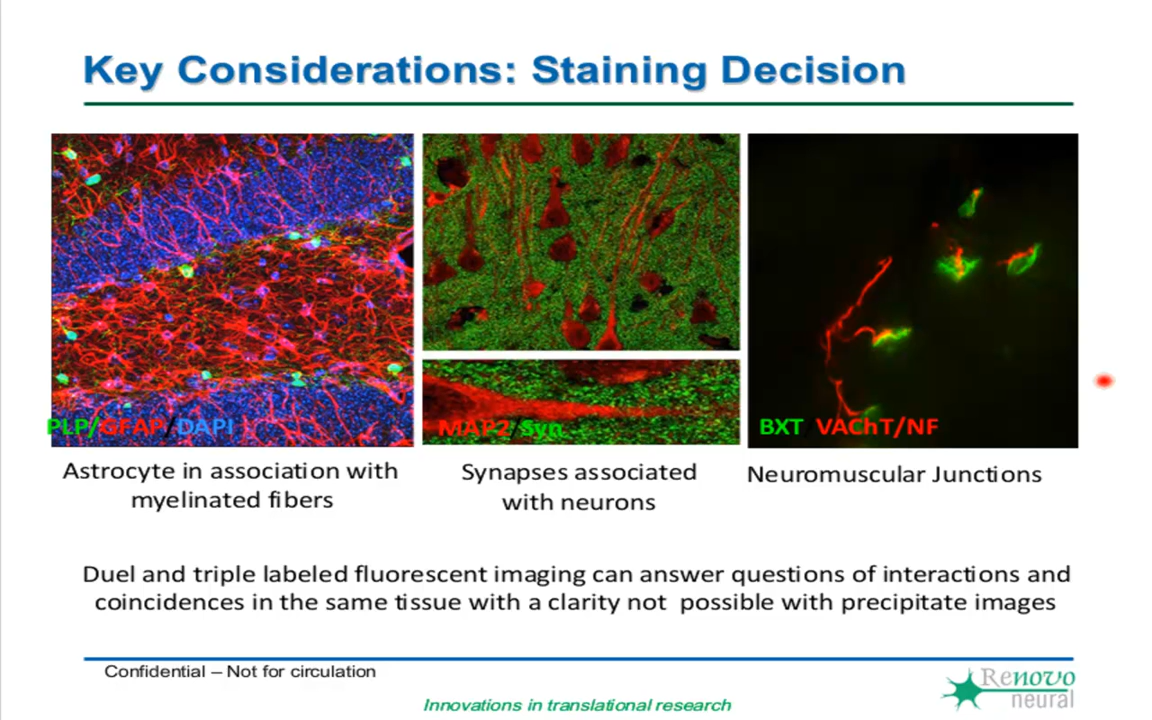 Key Considerations: Staining Decision
PLP/GFAP/DAPI
MAP2/Syn
BXT VAChT/NF
Astrocyte in association with
myelinated fibers
Synapses associated
with neurons
Neuromuscular Junctions
Duel and triple labeled fluorescent imaging can answer questions of interactions and
coincidences in the same tissue with a clarity not possible with precipitate images
Confidential – Not for circulation
Innovations in translational research
Renovo
neural